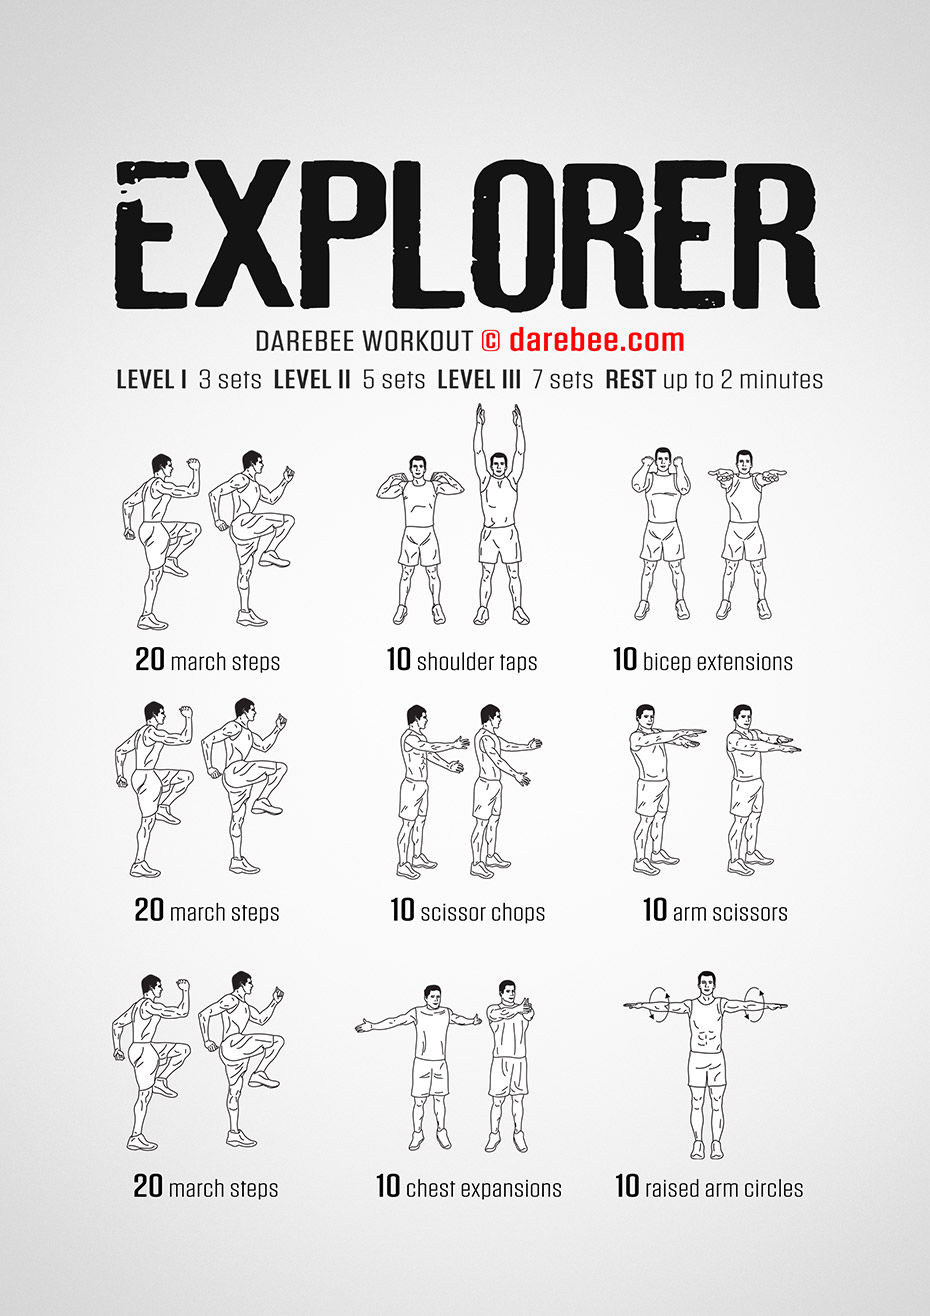 EXPLORER
DAREBEE WORKOUT © darebee.com
LEVEL I 3 sets LEVEL II 5 sets LEVEL III 7 sets REST up to 2 minutes
20 march steps
10 shoulder taps
10 bicep extensions
20 march steps
10 scissor chops
10 arm scissors
20 march steps
10 chest expansions
10 raised arm circles